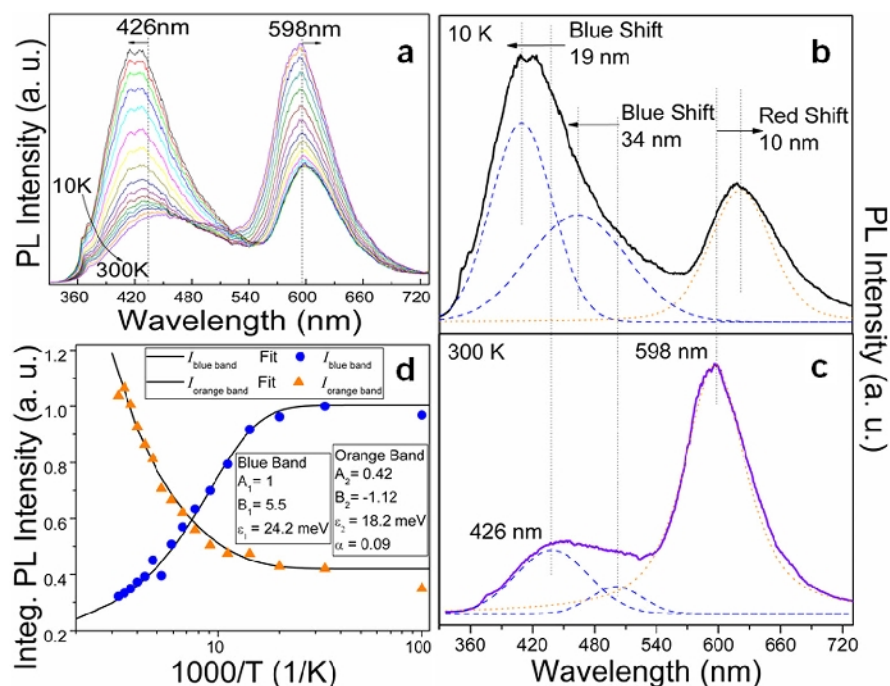 426nm
598nm
a
10K
300K
PL Intensity (a. u.)
360 420 480 540 600 660 720
Wavelength (nm)
10 K
Blue Shift
19 nm
b
Blue Shift
34 nm
Red Shift
10 nm
PL Intensity (a. u.)
300 K
598 nm
c
426 nm
360 420 480 540 600 660 720
Wavelength (nm)
I blue band Fit I blue band
I orange band Fit I orange band
d
Blue Band
A1= 1
B1= 5.5
ε1 = 24.2 meV
Orange Band
A2= 0.42
B2= -1.12
ε2 = 18.2 meV
α = 0.09
1.2
1.0
0.8
0.6
0.4
0.2
Integ. PL Intensity (a. u.)
10 100
1000/T (1/K)